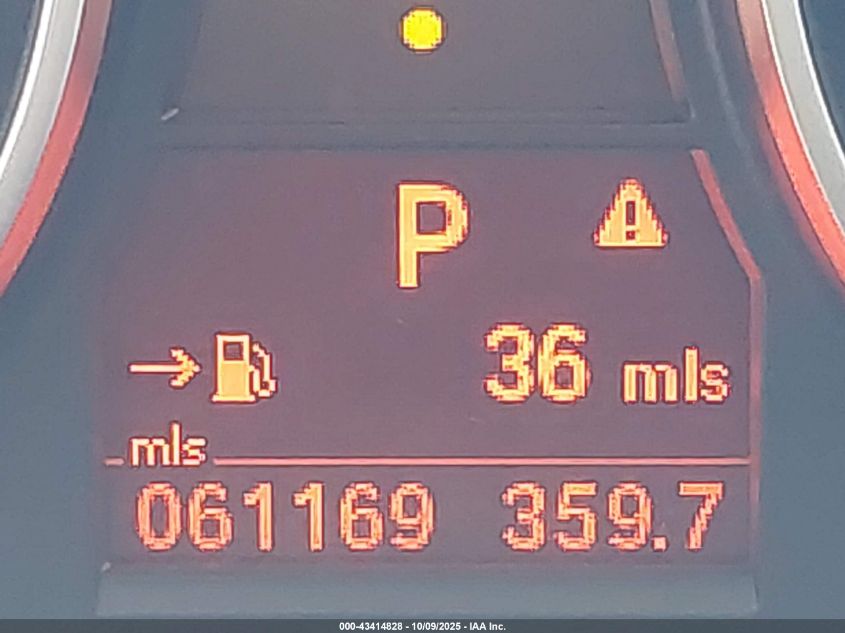 P
36 mls
mls
061169 359.7
000-43414828 - 10/09/2025 - IAA Inc.